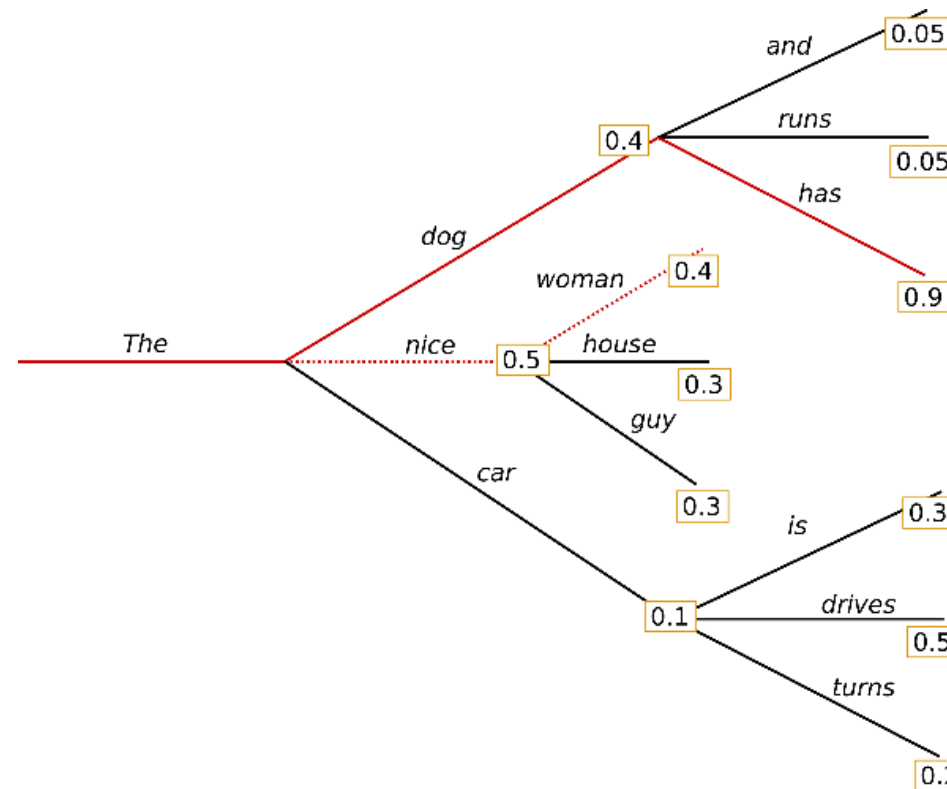 and
0.05
runs
0.4
0.05
has
dog
woman
0.4
0.9
The
nice
0.5
house
0.3
guy
car
0.3
is
0.3
drives
0.1
0.5
turns